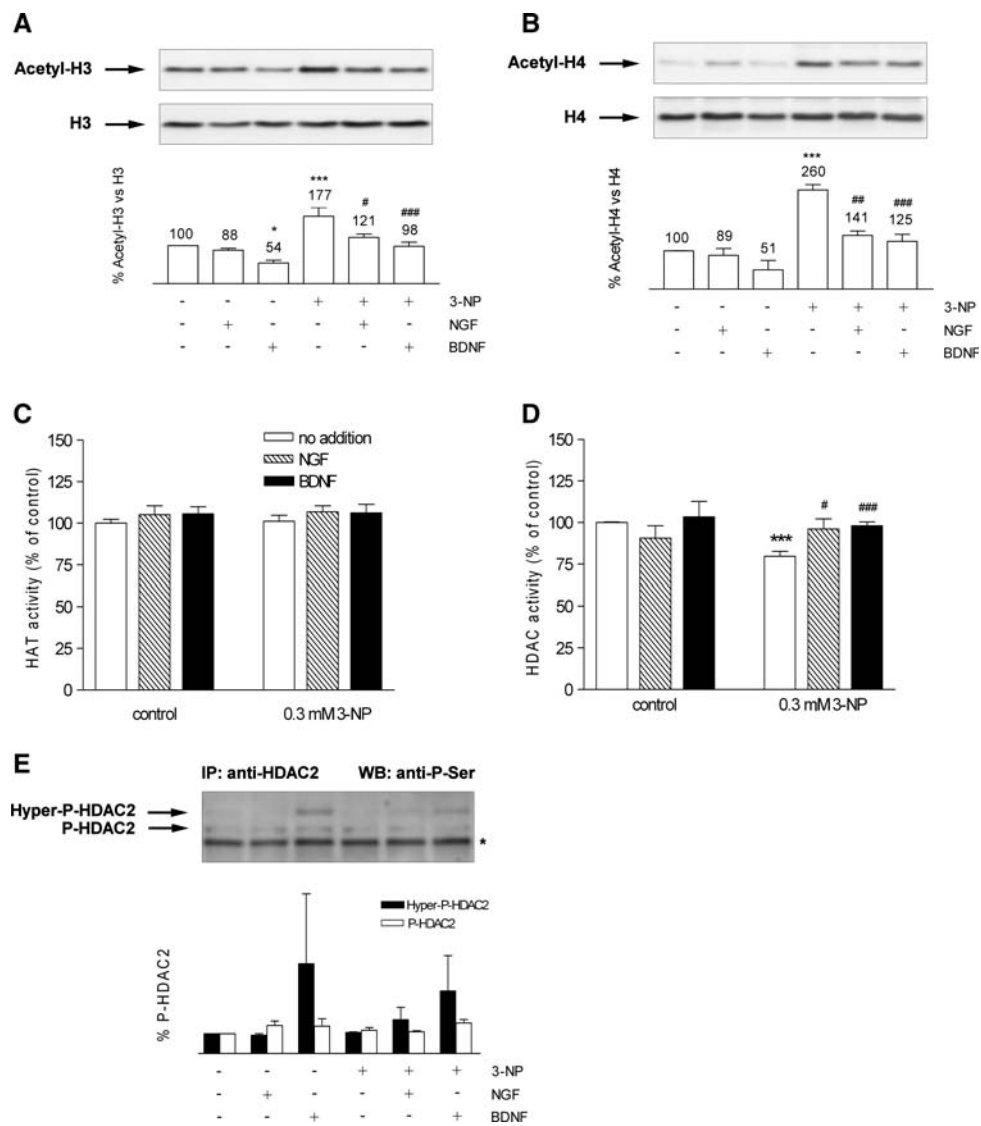 A
Acetyl-H3
H3
% Acetyl-H3 vs H3
100 88 * 54 *** 177 # 121 ### 98
- - - + + + 3-NP
- + - - + - NGF
- - + - - + BDNF
B
Acetyl-H4
H4
% Acetyl-H4 vs H4
100 89 51 *** 260 ## 141 ### 125
- - - + + + 3-NP
- + - - + - NGF
- - + - - + BDNF
C
HAT activity (% of control)
150
125
100
75
50
25
0
no addition
NGF
BDNF
control 0.3 mM 3-NP
D
HDAC activity (% of control)
150
125
100
75
50
25
0
*** # ###
control 0.3 mM 3-NP
E
IP: anti-HDAC2 WB: anti-P-Ser
Hyper-P-HDAC2
P-HDAC2
*
% P-HDAC2
Hyper-P-HDAC2
P-HDAC2
- - - + + + 3-NP
- + - - + - NGF
- - + - - + BDNF